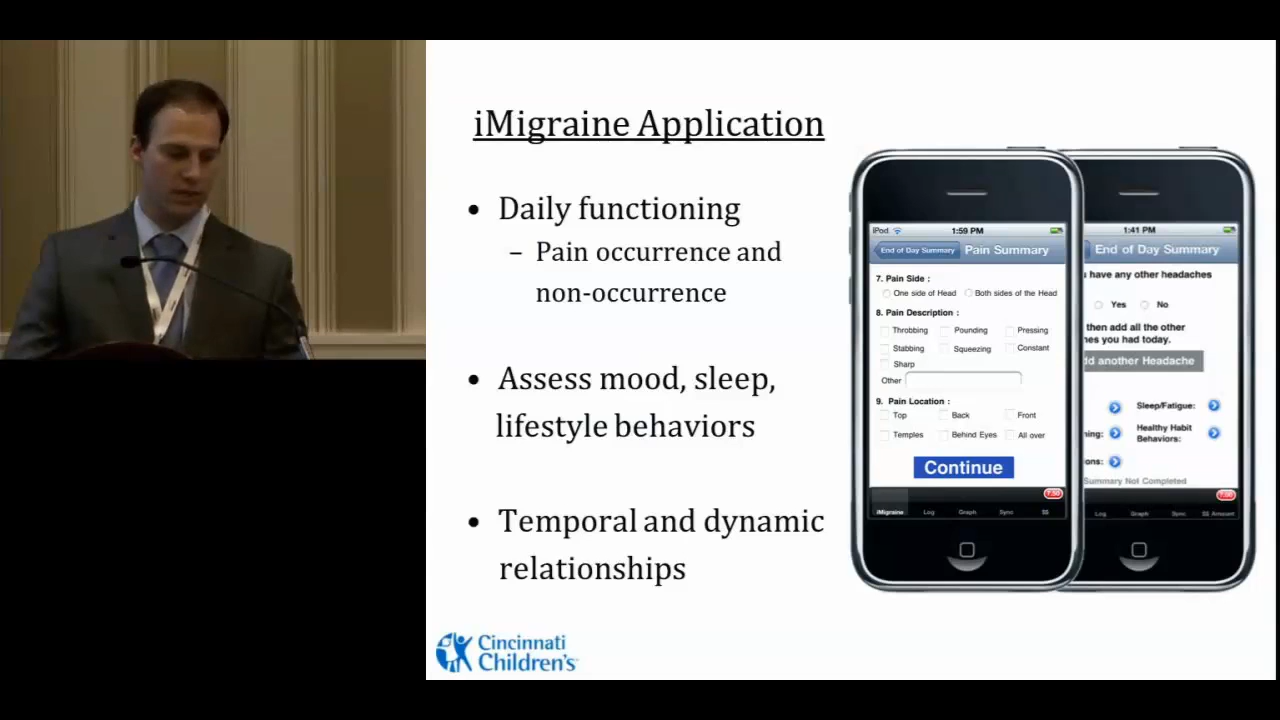 iMigraine Application
• Daily functioning
– Pain occurrence and
non-occurrence
• Assess mood, sleep,
lifestyle behaviors
• Temporal and dynamic
relationships
Cincinnati
Children's
iPod
1:59 PM
End of Day Summary
Pain Summary
7. Pain Side :
One side of Head
Both sides of the Head
8. Pain Description :
Throbbing Pounding Pressing
Stabbing Squeezing Constant
Sharp
Other
9. Pain Location :
Top Back Front
Temples Behind Eyes All over
Continue
7.50
iMigraine Log Graph Sync $$
1:41 PM
End of Day Summary
have any other headaches
Yes No
then add all the other
you had today.
another Headache
Sleep/Fatigue:
Healthy Habit
Behaviors:
Summary Not Completed
7.00
Log Graph Sync $$ Amount